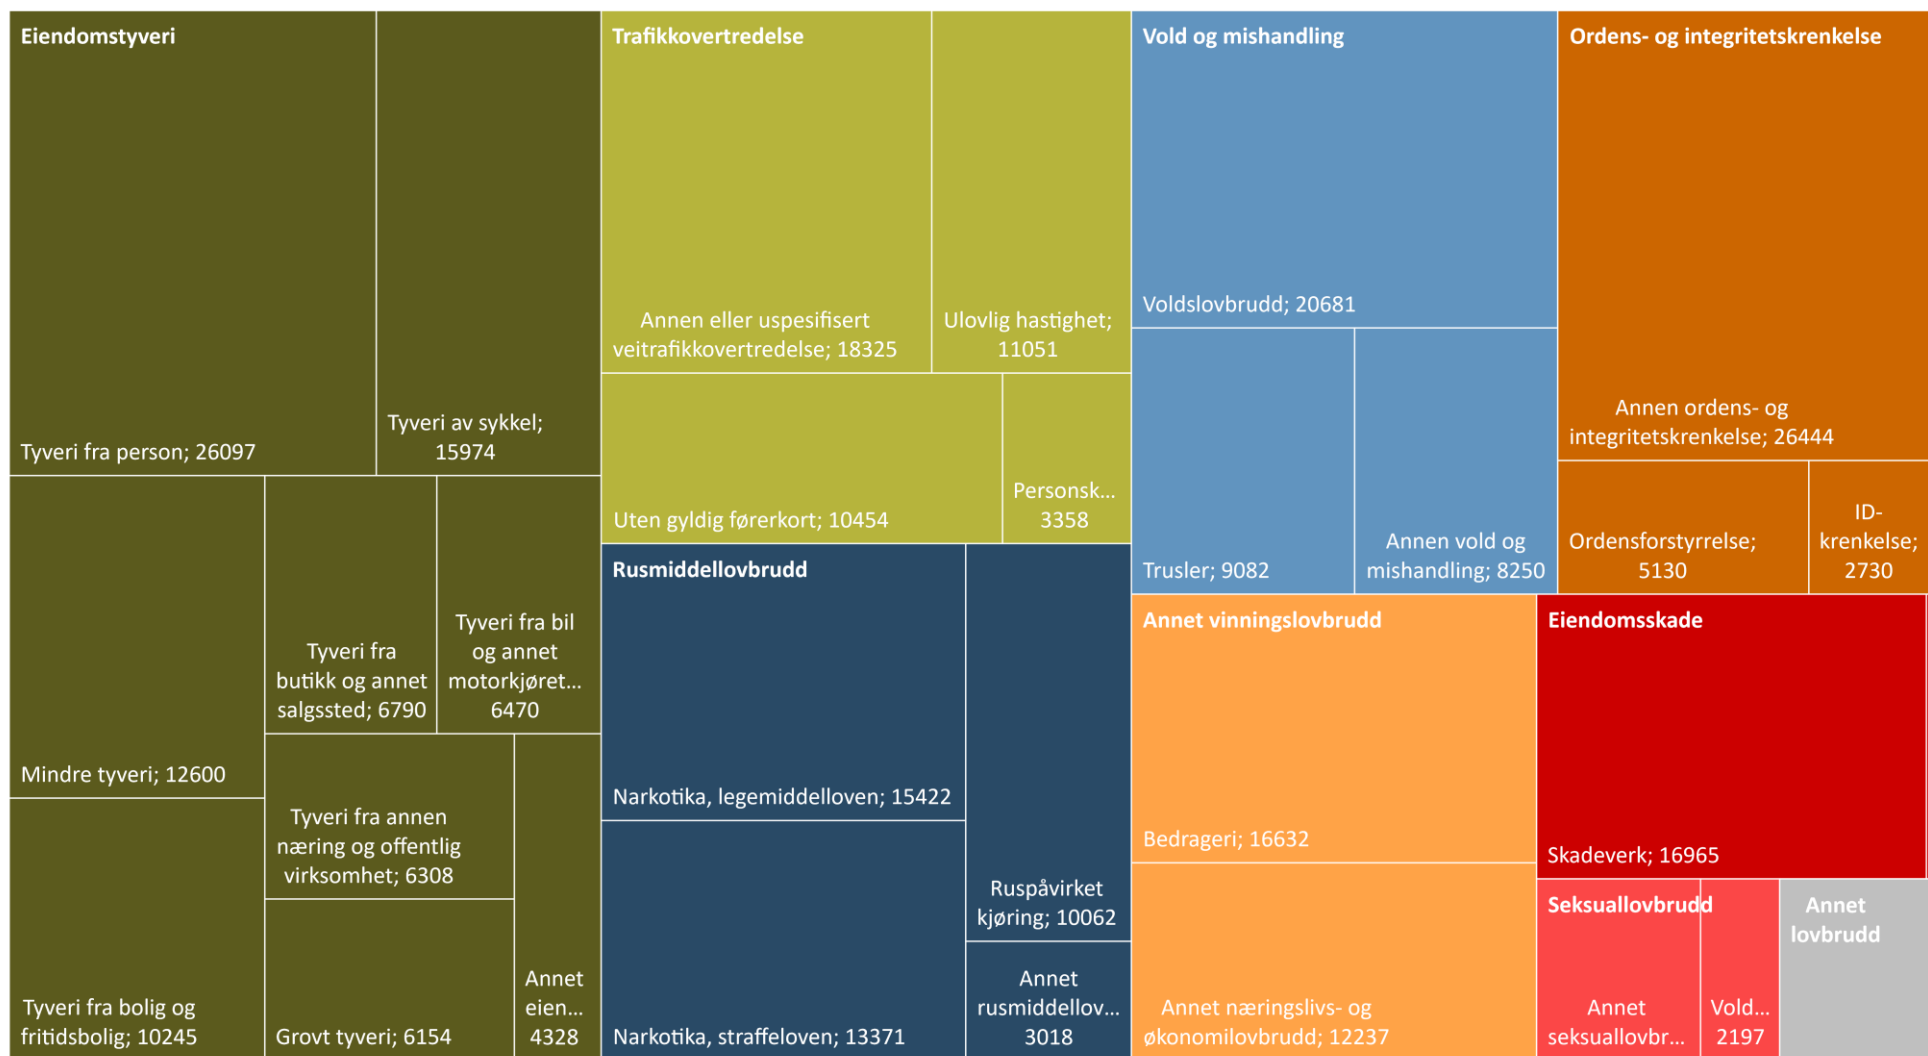 Eiendomstyveri
Tyveri fra person; 26097
Tyveri av sykkel;
15974
Mindre tyveri; 12600
Tyveri fra
butikk og annet
salgssted; 6790
Tyveri fra bil
og annet
motorkjøret...
6470
Tyveri fra bolig og
fritidsbolig; 10245
Tyveri fra annen
næring og offentlig
virksomhet; 6308
Grovt tyveri; 6154
Annet
eien...
4328
Trafikkovertredelse
Annen eller uspesifisert
veitrafikkovertredelse; 18325
Ulovlig hastighet;
11051
Uten gyldig førerkort; 10454
Personsk...
3358
Rusmiddellovbrudd
Narkotika, legemiddelloven; 15422
Narkotika, straffeloven; 13371
Ruspåvirket
kjøring; 10062
Annet
rusmiddellov...
3018
Vold og mishandling
Voldslovbrudd; 20681
Trusler; 9082
Annen vold og
mishandling; 8250
Ordens- og integritetskrenkelse
Annen ordens- og
integritetskrenkelse; 26444
Ordensforstyrrelse;
5130
ID-
krenkelse;
2730
Annet vinningslovbrudd
Bedrageri; 16632
Annet næringslivs- og
økonomilovbrudd; 12237
Eiendomsskade
Skadeverk; 16965
Seksuallovbrudd
Annet
seksuallovbr...
Vold...
2197
Annet
lovbrudd